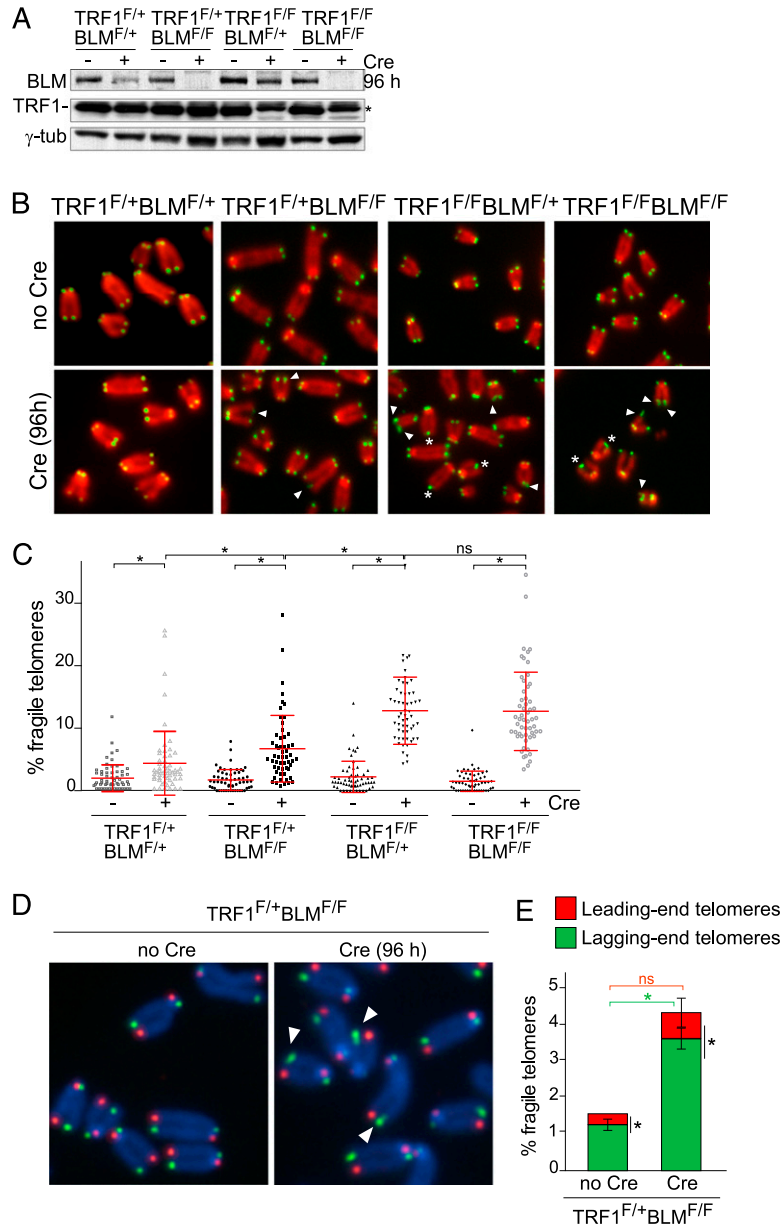 A
TRF1F/+ TRF1F/+ TRF1F/F TRF1F/F
BLMF/+ BLMF/F BLMF/+ BLMF/F
- + - + - + - + Cre
BLM 96 h
TRF1- *
γ-tub
B
TRF1F/+BLMF/+ TRF1F/+BLMF/F TRF1F/FBLMF/+ TRF1F/FBLMF/F
no Cre
Cre (96h)
* * *
* *
C
* * ns
* * * *
% fragile telomeres
30
20
10
0
- + - + - + - + Cre
TRF1F/+ TRF1F/+ TRF1F/F TRF1F/F
BLMF/+ BLMF/F BLMF/+ BLMF/F
D
TRF1F/+BLMF/F
no Cre Cre (96 h)
E
Leading-end telomeres
Lagging-end telomeres
ns
*
% fragile telomeres
5
4
3
2
1
0
* *
no Cre Cre
TRF1F/+BLMF/F